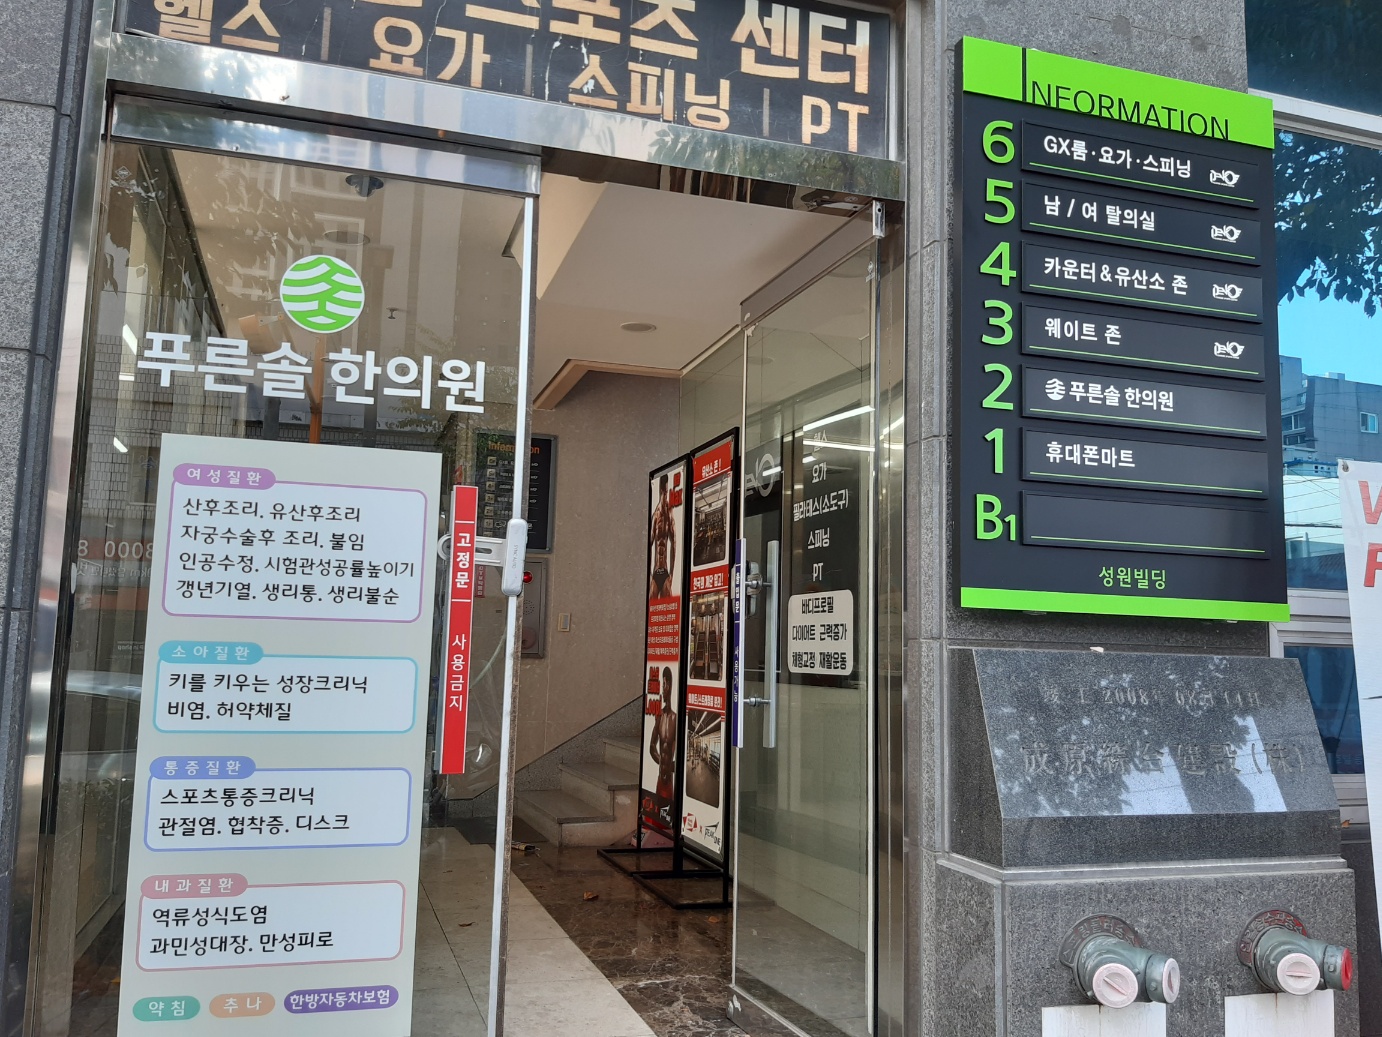 스포츠 센터
헬스 | 요가 | 스피닝 | PT
푸른솔 한의원
여성질환
산후조리. 유산후조리
자궁수술후 조리. 불임
인공수정. 시험관성공률높이기
갱년기열. 생리통. 생리불순
소아질환
키를 키우는 성장크리닉
비염. 허약체질
통증질환
스포츠통증크리닉
관절염. 협착증. 디스크
내과질환
역류성식도염
과민성대장. 만성피로
약침
추나
한방자동차보험
고정문
사용금지
유산소 존!
헬스
요가
필라테스(소도구)
스피닝
PT
바디프로필
다이어트 근력증가
체형교정 재활운동
INFORMATION
6 GX룸·요가·스피닝
5 남 / 여 탈의실
4 카운터&유산소 존
3 웨이트 존
2 푸른솔 한의원
1 휴대폰마트
B1
성원빌딩